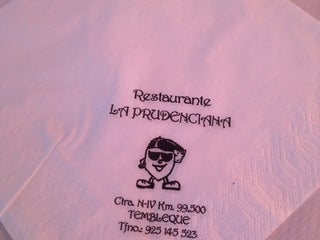 Restaurante
LA PRUDENCIANA
Ctra. N-IV Km. 99,500
TEMBLEQUE
Tfno.: 925 145 523